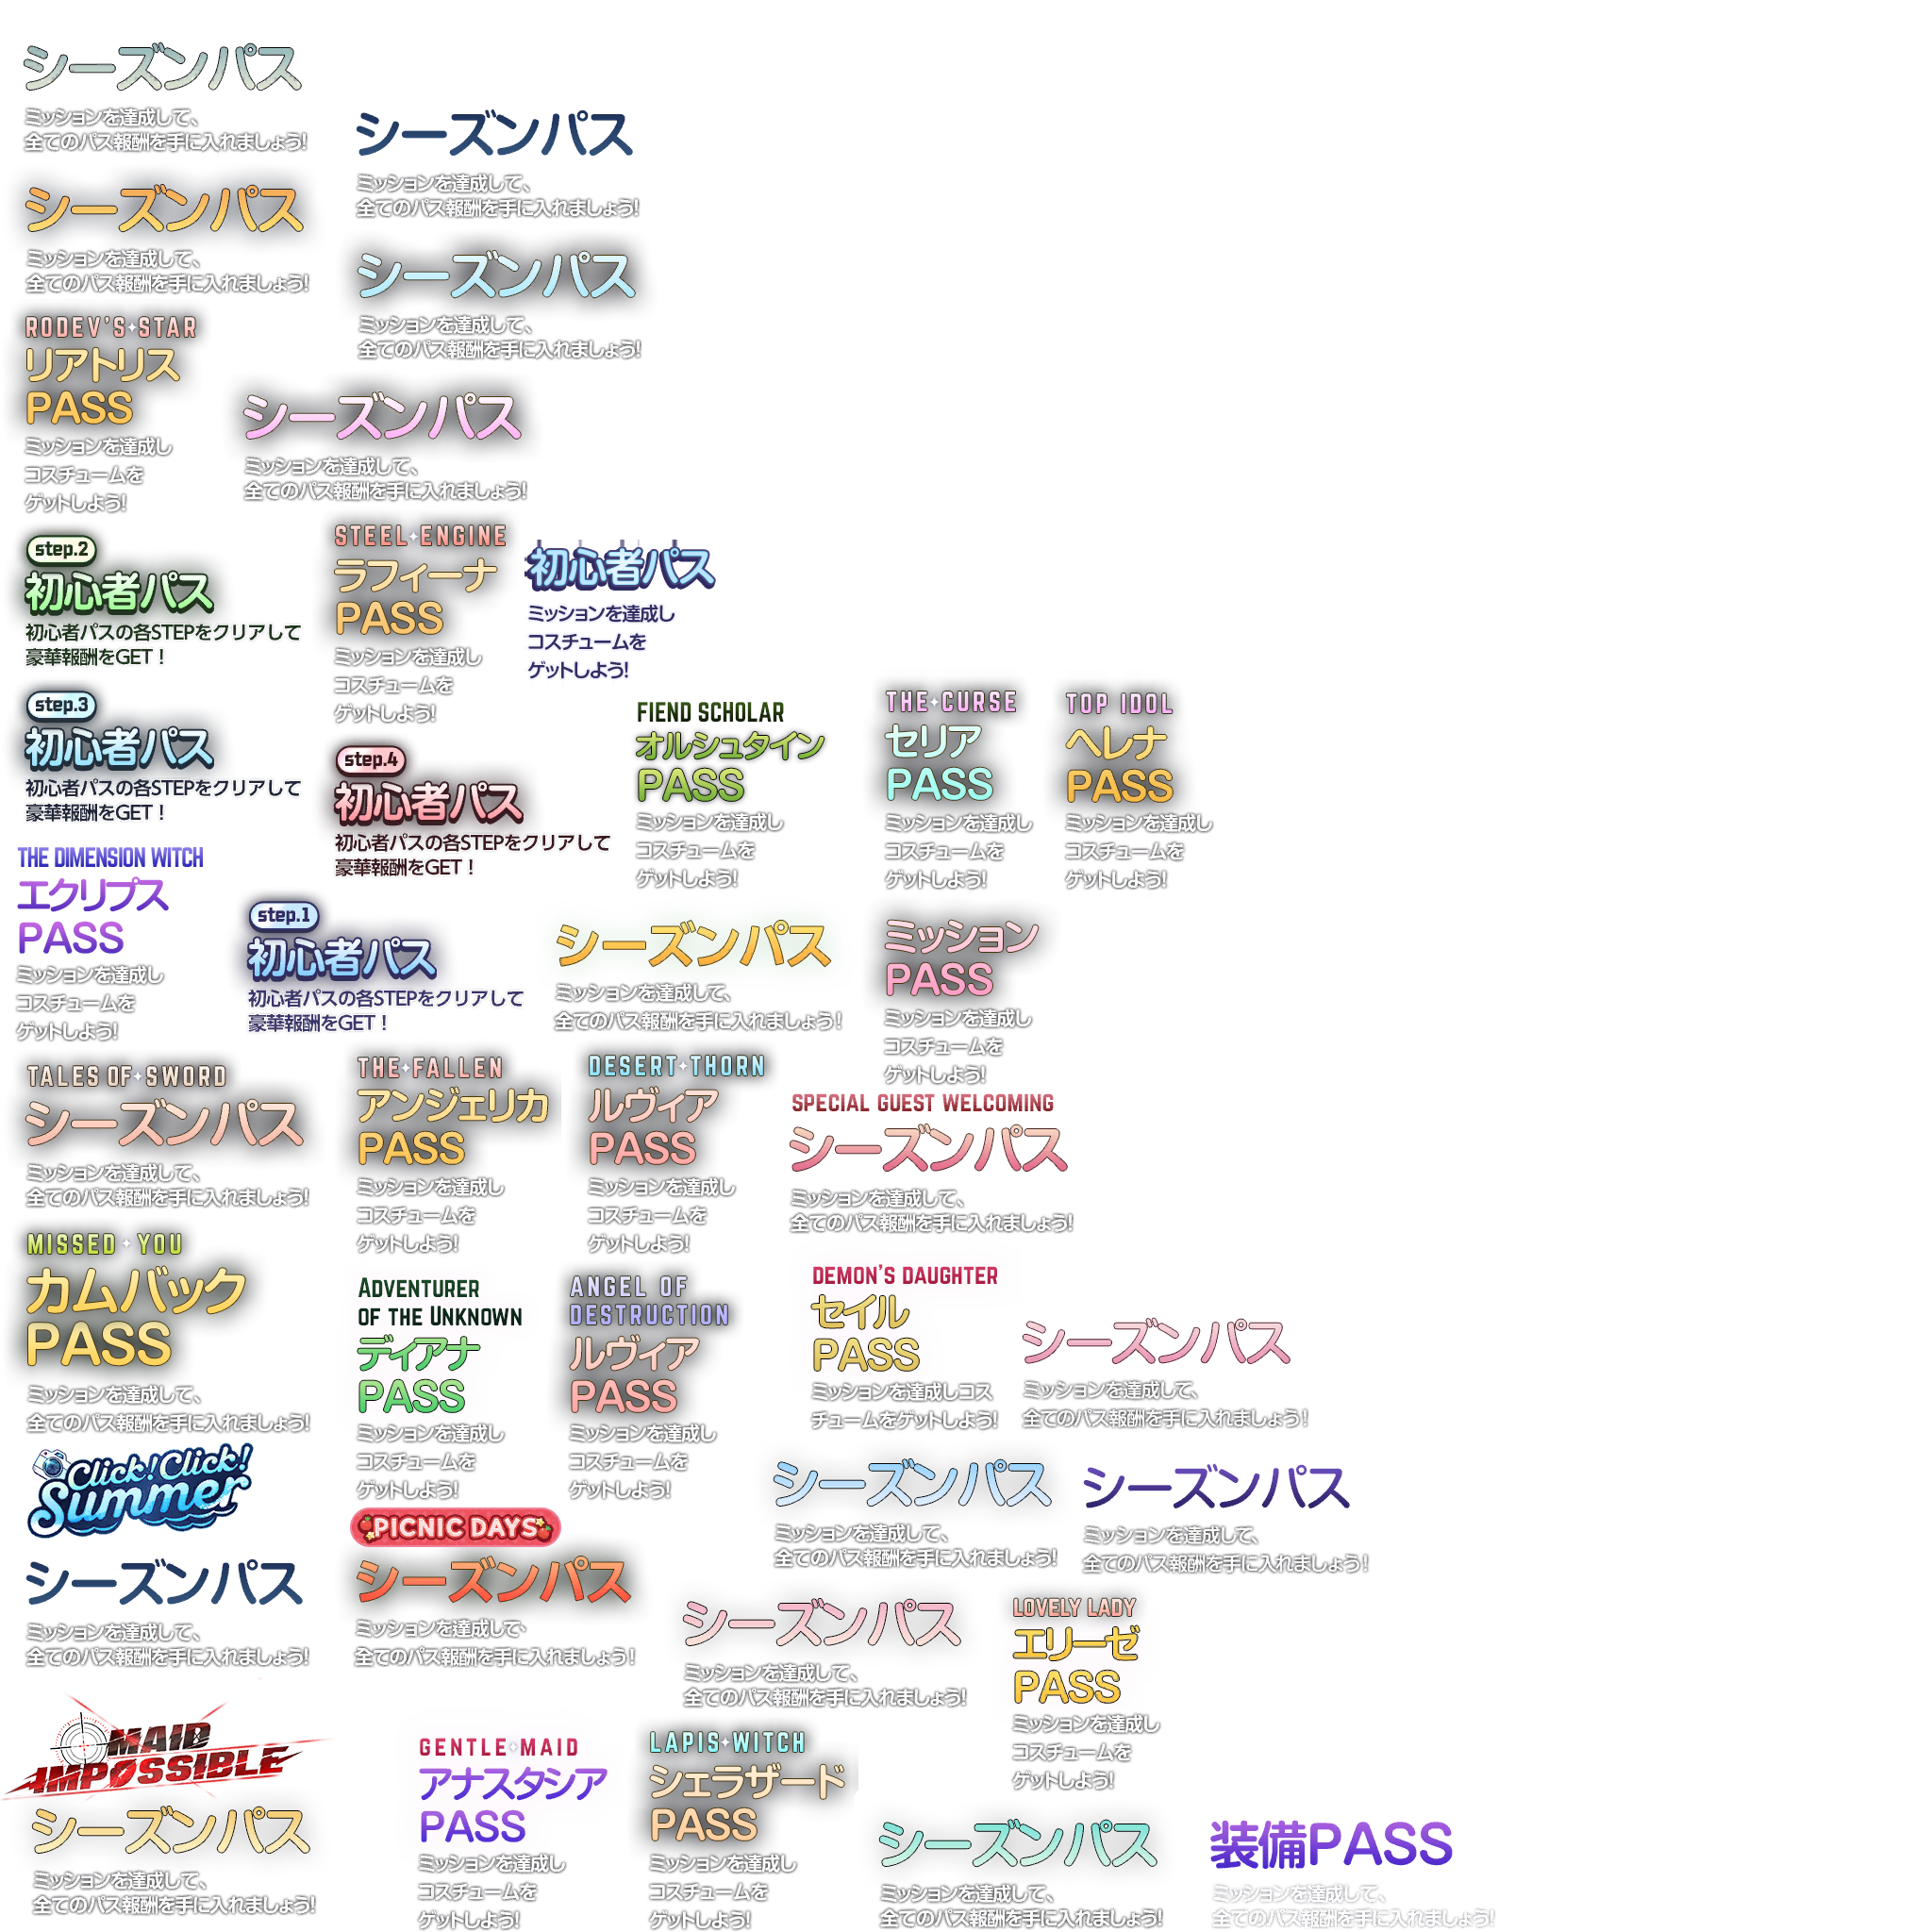 シーズンパス
ミッションを達成して、
全てのパス報酬を手に入れましょう!
シーズンパス
ミッションを達成して、
全てのパス報酬を手に入れましょう!
シーズンパス
ミッションを達成して、
全てのパス報酬を手に入れましょう!
シーズンパス
ミッションを達成して、
全てのパス報酬を手に入れましょう!
RODEV'S STAR
リアトリス
PASS
ミッションを達成し
コスチュームを
ゲットしよう!
シーズンパス
ミッションを達成して、
全てのパス報酬を手に入れましょう!
step.2
初心者パス
初心者パスの各STEPをクリアして
豪華報酬をGET!
STEEL ENGINE
ラフィーナ
PASS
ミッションを達成し
コスチュームを
ゲットしよう!
初心者パス
ミッションを達成し
コスチュームを
ゲットしよう!
step.3
初心者パス
初心者パスの各STEPをクリアして
豪華報酬をGET!
step.4
初心者パス
初心者パスの各STEPをクリアして
豪華報酬をGET!
FIEND SCHOLAR
オルシュタイン
PASS
ミッションを達成し
コスチュームを
ゲットしよう!
THE CURSE
セリア
PASS
ミッションを達成し
コスチュームを
ゲットしよう!
TOP IDOL
ヘレナ
PASS
ミッションを達成し
コスチュームを
ゲットしよう!
THE DIMENSION WITCH
エクリプス
PASS
ミッションを達成し
コスチュームを
ゲットしよう!
step.1
初心者パス
初心者パスの各STEPをクリアして
豪華報酬をGET!
シーズンパス
ミッションを達成して、
全てのパス報酬を手に入れましょう!
ミッション
PASS
ミッションを達成し
コスチュームを
ゲットしよう!
TALES OF SWORD
シーズンパス
ミッションを達成して、
全てのパス報酬を手に入れましょう!
THE FALLEN
アンジェリカ
PASS
ミッションを達成し
コスチュームを
ゲットしよう!
DESERT THORN
ルヴィア
PASS
ミッションを達成し
コスチュームを
ゲットしよう!
SPECIAL GUEST WELCOMING
シーズンパス
ミッションを達成して、
全てのパス報酬を手に入れましょう!
MISSED YOU
カムバック
PASS
ミッションを達成して、
全てのパス報酬を手に入れましょう!
ADVENTURER
OF THE UNKNOWN
ディアナ
PASS
ミッションを達成し
コスチュームを
ゲットしよう!
ANGEL OF
DESTRUCTION
ルヴィア
PASS
ミッションを達成し
コスチュームを
ゲットしよう!
DEMON'S DAUGHTER
セイル
PASS
ミッションを達成しコス
チュームをゲットしよう!
シーズンパス
ミッションを達成して、
全てのパス報酬を手に入れましょう!
Click! Click!
Summer
シーズンパス
ミッションを達成して、
全てのパス報酬を手に入れましょう!
PICNIC DAYS
シーズンパス
ミッションを達成して、
全てのパス報酬を手に入れましょう!
シーズンパス
ミッションを達成して、
全てのパス報酬を手に入れましょう!
シーズンパス
ミッションを達成して、
全てのパス報酬を手に入れましょう!
シーズンパス
ミッションを達成して、
全てのパス報酬を手に入れましょう!
LOVELY LADY
エリーゼ
PASS
ミッションを達成し
コスチュームを
ゲットしよう!
MAID
IMPOSSIBLE
シーズンパス
ミッションを達成して、
全てのパス報酬を手に入れましょう!
GENTLE MAID
アナスタシア
PASS
ミッションを達成し
コスチュームを
ゲットしよう!
LAPIS WITCH
シェラザード
PASS
ミッションを達成し
コスチュームを
ゲットしよう!
シーズンパス
ミッションを達成して、
全てのパス報酬を手に入れましょう!
装備PASS
ミッションを達成して、
全てのパス報酬を手に入れましょう!